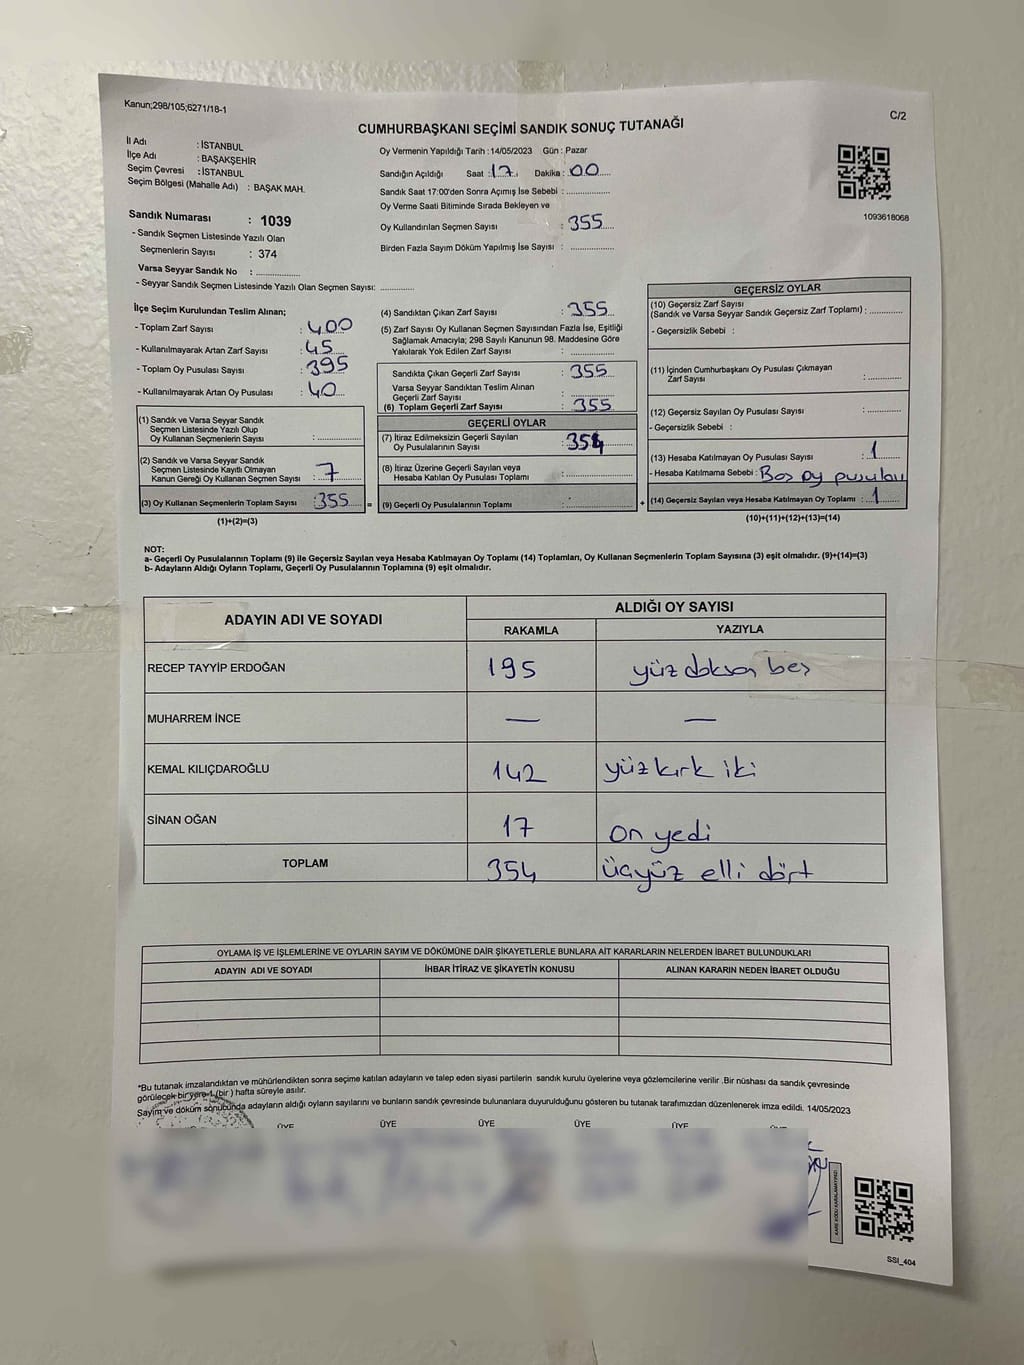 Kanun;298/105;6271/18-1
C/2
CUMHURBAŞKANI SEÇİMİ SANDIK SONUÇ TUTANAĞI
İl Adı : İSTANBUL
İlçe Adı : BAŞAKŞEHİR
Seçim Çevresi : İSTANBUL
Seçim Bölgesi (Mahalle Adı) : BAŞAK MAH.
Sandık Numarası : 1039
- Sandık Seçmen Listesinde Yazılı Olan
Seçmenlerin Sayısı : 374
Varsa Seyyar Sandık No : ..............
- Seyyar Sandık Seçmen Listesinde Yazılı Olan Seçmen Sayısı: ............
Oy Vermenin Yapıldığı Tarih : 14/05/2023 Gün : Pazar
Sandığın Açıldığı Saat : 17 Dakika : 00
Sandık Saat 17:00'den Sonra Açımış İse Sebebi : ..............
Oy Verme Saati Bitiminde Sırada Bekleyen ve
Oy Kullandırılan Seçmen Sayısı : 355
Birden Fazla Sayım Döküm Yapılmış İse Sayısı : ..............
1093618068
İlçe Seçim Kurulundan Teslim Alınan;
- Toplam Zarf Sayısı : 400
- Kullanılmayarak Artan Zarf Sayısı : 45
- Toplam Oy Pusulası Sayısı : 395
- Kullanılmayarak Artan Oy Pusulası : 40
(1) Sandık ve Varsa Seyyar Sandık
Seçmen Listesinde Yazılı Olup
Oy Kullanan Seçmenlerin Sayısı : ..............
(2) Sandık ve Varsa Seyyar Sandık
Seçmen Listesinde Kayıtlı Olmayan
Kanun Gereği Oy Kullanan Seçmen Sayısı : 7
(3) Oy Kullanan Seçmenlerin Toplam Sayısı : 355 =
(1)+(2)=(3)
(4) Sandıktan Çıkan Zarf Sayısı : 355
(5) Zarf Sayısı Oy Kullanan Seçmen Sayısından Fazla İse, Eşitliği
Sağlamak Amacıyla; 298 Sayılı Kanunun 98. Maddesine Göre
Yakılarak Yok Edilen Zarf Sayısı : ..............
Sandıkta Çıkan Geçerli Zarf Sayısı : 355
Varsa Seyyar Sandıktan Teslim Alınan
Geçerli Zarf Sayısı : ..............
(6) Toplam Geçerli Zarf Sayısı : 355
GEÇERLİ OYLAR
(7) İtiraz Edilmeksizin Geçerli Sayılan
Oy Pusulalarının Sayısı : 354
(8) İtiraz Üzerine Geçerli Sayılan veya
Hesaba Katılan Oy Pusulası Toplamı : ..............
(9) Geçerli Oy Pusulalarının Toplamı : .............. +
GEÇERSİZ OYLAR
(10) Geçersiz Zarf Sayısı
(Sandık ve Varsa Seyyar Sandık Geçersiz Zarf Toplamı) : ..........
- Geçersizlik Sebebi :
(11) İçinden Cumhurbaşkanı Oy Pusulası Çıkmayan
Zarf Sayısı : ..........
(12) Geçersiz Sayılan Oy Pusulası Sayısı : ..........
- Geçersizlik Sebebi :
(13) Hesaba Katılmayan Oy Pusulası Sayısı : 1
- Hesaba Katılmama Sebebi : Boş oy pusulası
(14) Geçersiz Sayılan veya Hesaba Katılmayan Oy Toplamı : 1
(10)+(11)+(12)+(13)=(14)
NOT:
a- Geçerli Oy Pusulalarının Toplamı (9) ile Geçersiz Sayılan veya Hesaba Katılmayan Oy Toplamı (14) Toplamları, Oy Kullanan Seçmenlerin Toplam Sayısına (3) eşit olmalıdır. (9)+(14)=(3)
b- Adayların Aldığı Oyların Toplamı, Geçerli Oy Pusulalarının Toplamına (9) eşit olmalıdır.
ADAYIN ADI VE SOYADI
ALDIĞI OY SAYISI
RAKAMLA YAZIYLA
RECEP TAYYİP ERDOĞAN 195 yüz doksan beş
MUHARREM İNCE — —
KEMAL KILIÇDAROĞLU 142 yüz kırk iki
SİNAN OĞAN 17 on yedi
TOPLAM 354 üçyüz elli dört
OYLAMA İŞ VE İŞLEMLERİNE VE OYLARIN SAYIM VE DÖKÜMÜNE DAİR ŞİKAYETLERLE BUNLARA AİT KARARLARIN NELERDEN İBARET BULUNDUKLARI
ADAYIN ADI VE SOYADI İHBAR İTİRAZ VE ŞİKAYETİN KONUSU ALINAN KARARIN NEDEN İBARET OLDUĞU
*Bu tutanak imzalandıktan ve mühürlendikten sonra seçime katılan adayların ve talep eden siyasi partilerin sandık kurulu üyelerine veya gözlemcilerine verilir .Bir nüshası da sandık çevresinde
görülecek bir yere 1 (bir ) hafta süreyle asılır.
Sayım ve döküm sonucunda adayların aldığı oyların sayılarını ve bunların sandık çevresinde bulunanlara duyurulduğunu gösteren bu tutanak tarafımızdan düzenlenerek imza edildi. 14/05/2023
ÜYE ÜYE ÜYE ÜYE ÜYE
KARE KODU KARALAMAYINIZ!
SSI_404